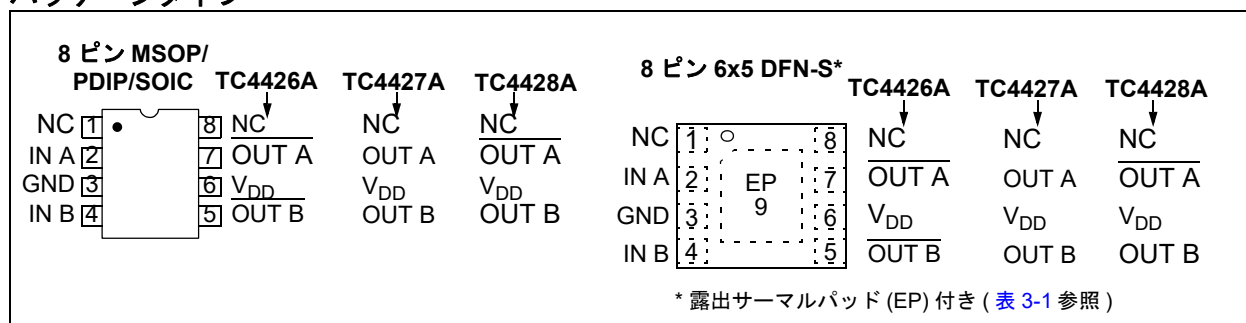 パッケージタイプ
8 ピン MSOP/
PDIP/SOIC TC4426A TC4427A TC4428A
NC 1 8 NC NC NC
IN A 2 7 OUT A OUT A OUT A
GND 3 6 VDD VDD VDD
IN B 4 5 OUT B OUT B OUT B
8 ピン 6x5 DFN-S*
TC4426A TC4427A TC4428A
NC 1 8 NC NC NC
IN A 2 EP 7 OUT A OUT A OUT A
GND 3 9 6 VDD VDD VDD
IN B 4 5 OUT B OUT B OUT B
* 露出サーマルパッド (EP) 付き ( 表 3-1 参照 )